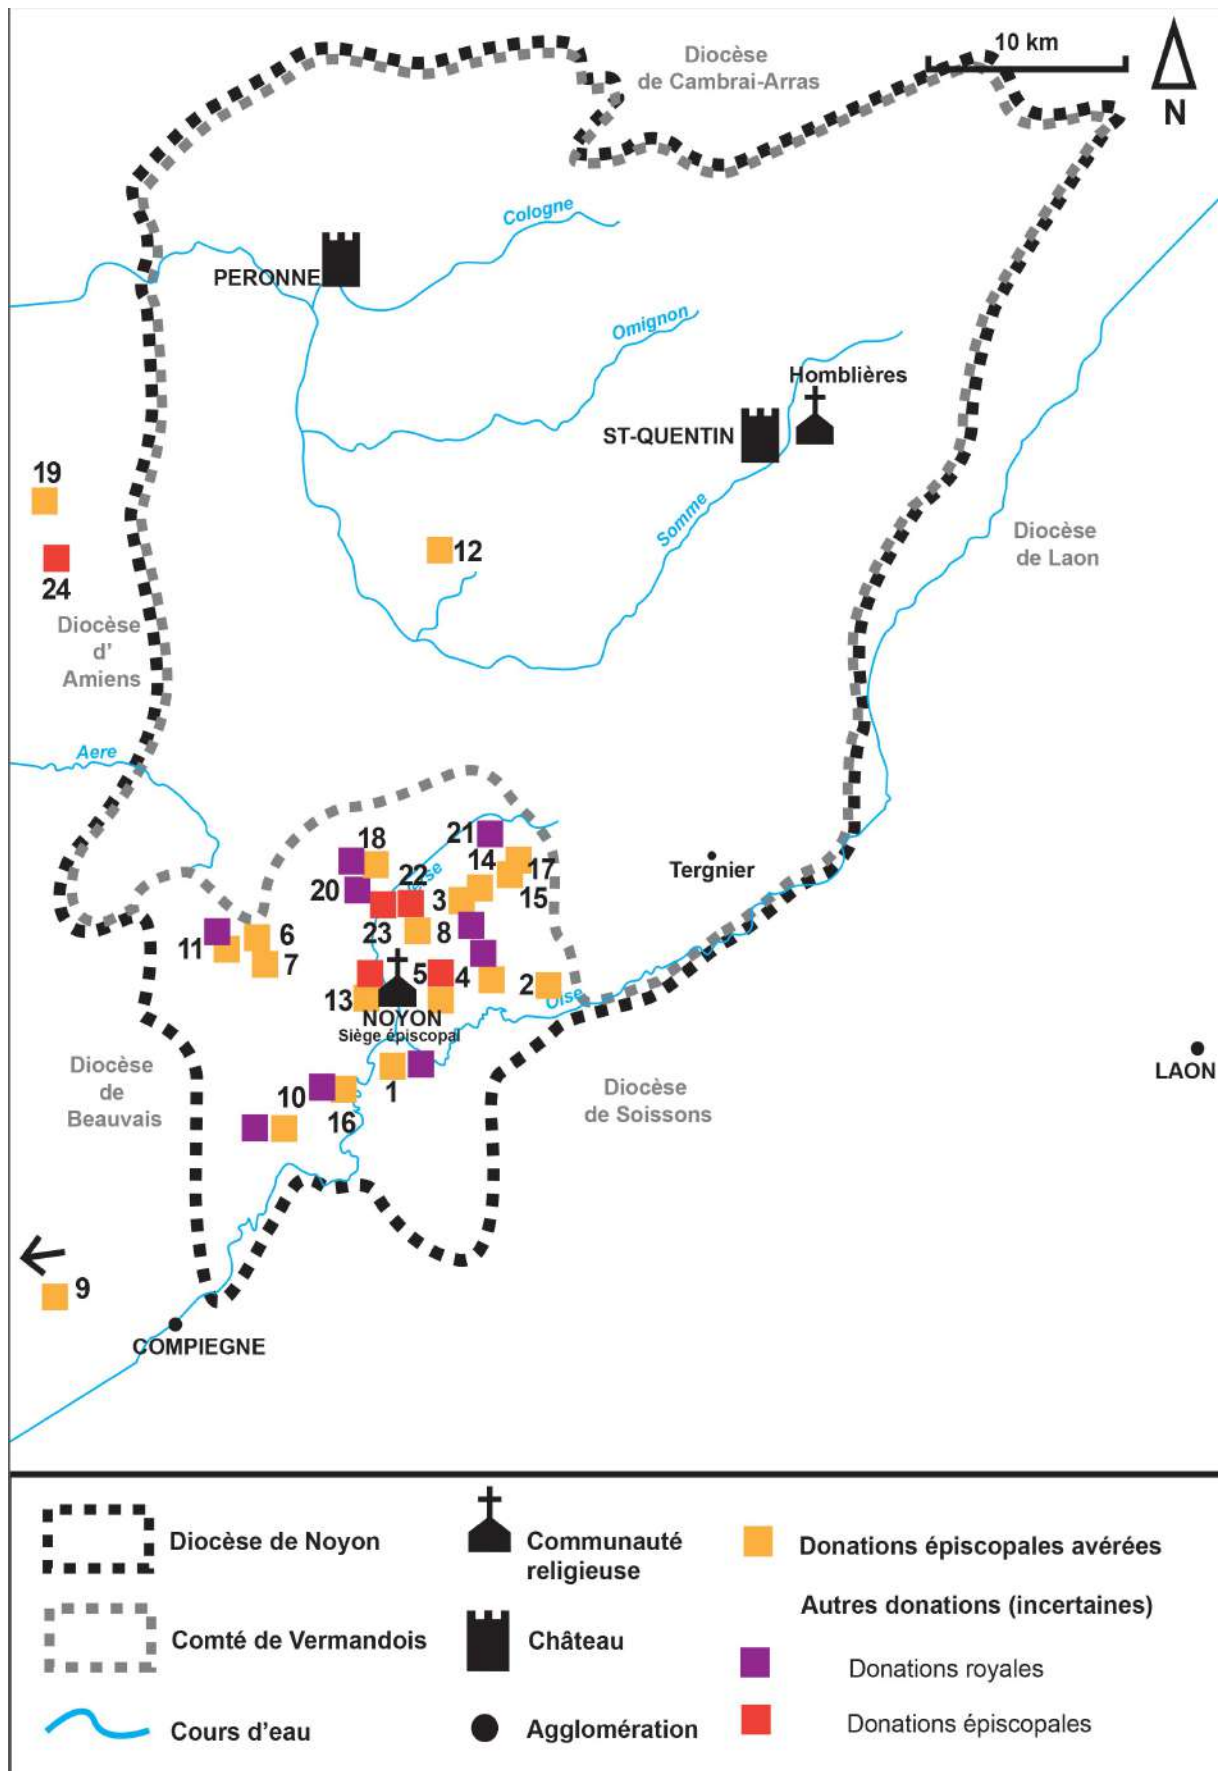 Diocèse
de Cambrai-Arras
10 km
N
Cologne
PERONNE
Omignon
Homblières
ST-QUENTIN
19
Somme
Diocèse
de Laon
12
24
Diocèse
d'
Amiens
Aere
21
18
14
17
22
Tergnier
20
3
15
23
8
6
11
7
5
4
2
13
Oise
NOYON
Siège épiscopal
LAON
Diocèse
de
Beauvais
1
Diocèse
de Soissons
10
16
9
COMPIEGNE
Diocèse de Noyon
Communauté
religieuse
Donations épiscopales avérées
Autres donations (incertaines)
Comté de Vermandois
Château
Donations royales
Cours d'eau
Agglomération
Donations épiscopales